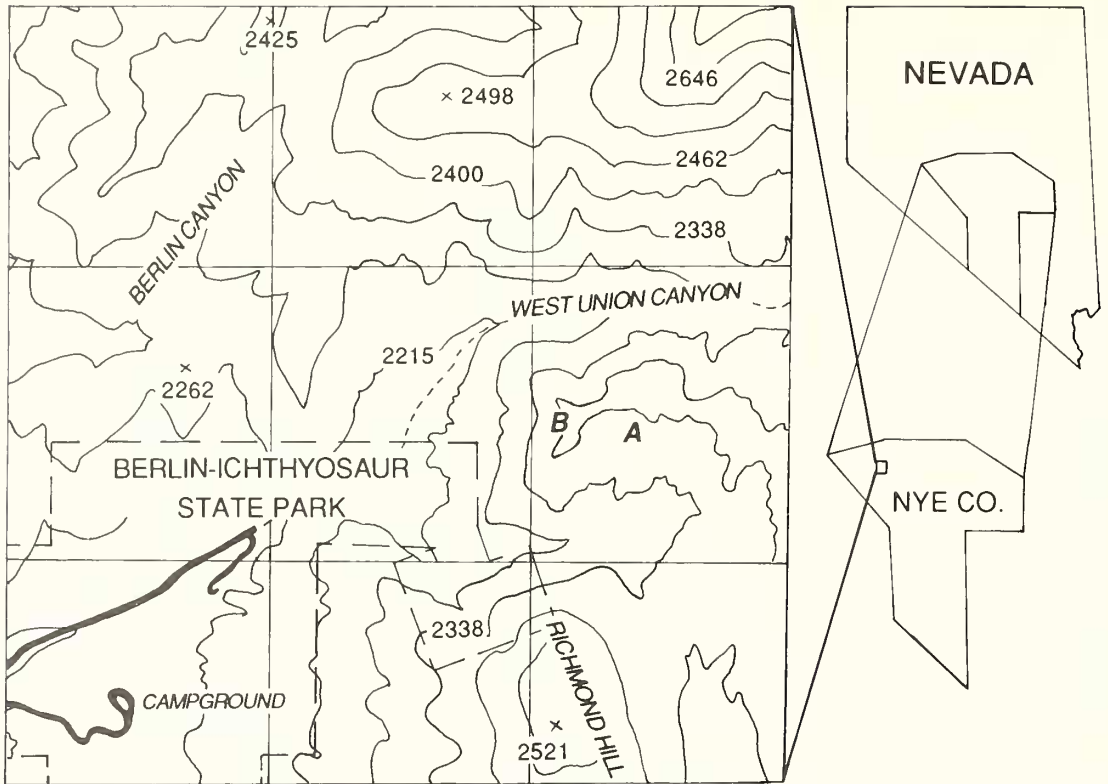 2425
2646
× 2498
NEVADA
2462
2400
BERLIN CANYON
2338
WEST UNION CANYON
2215
2262
B
A
BERLIN-ICHTHYOSAUR
STATE PARK
NYE CO.
2338
RICHMOND HILL
CAMPGROUND
2521